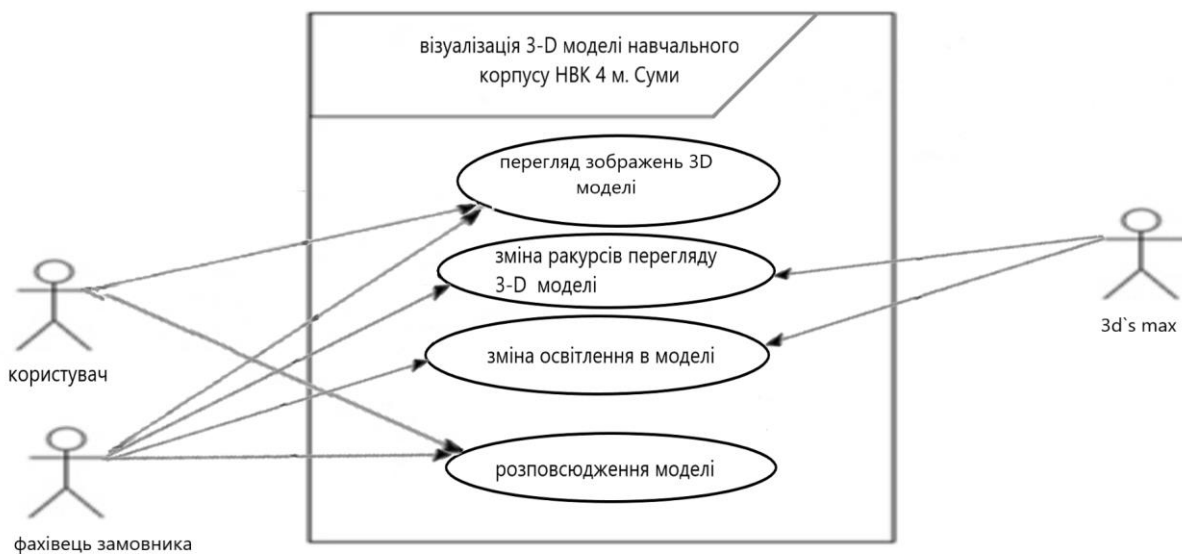 візуалізація 3-D моделі навчального
корпусу НВК 4 м. Суми
перегляд зображень 3D
моделі
зміна ракурсів перегляду
3-D моделі
зміна освітлення в моделі
розповсюдження моделі
користувач
фахівець замовника
3d`s max